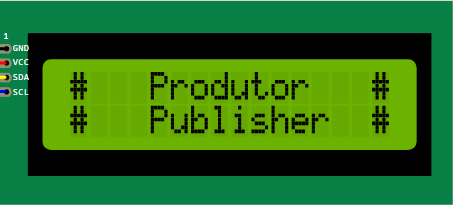 1
GND
VCC
SDA
SCL
#   Produtor   #
#   Publisher  #